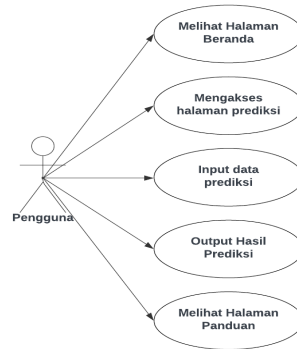 Melihat Halaman
Beranda
Mengakses
halaman prediksi
Input data
prediksi
Pengguna
Output Hasil
Prediksi
Melihat Halaman
Panduan